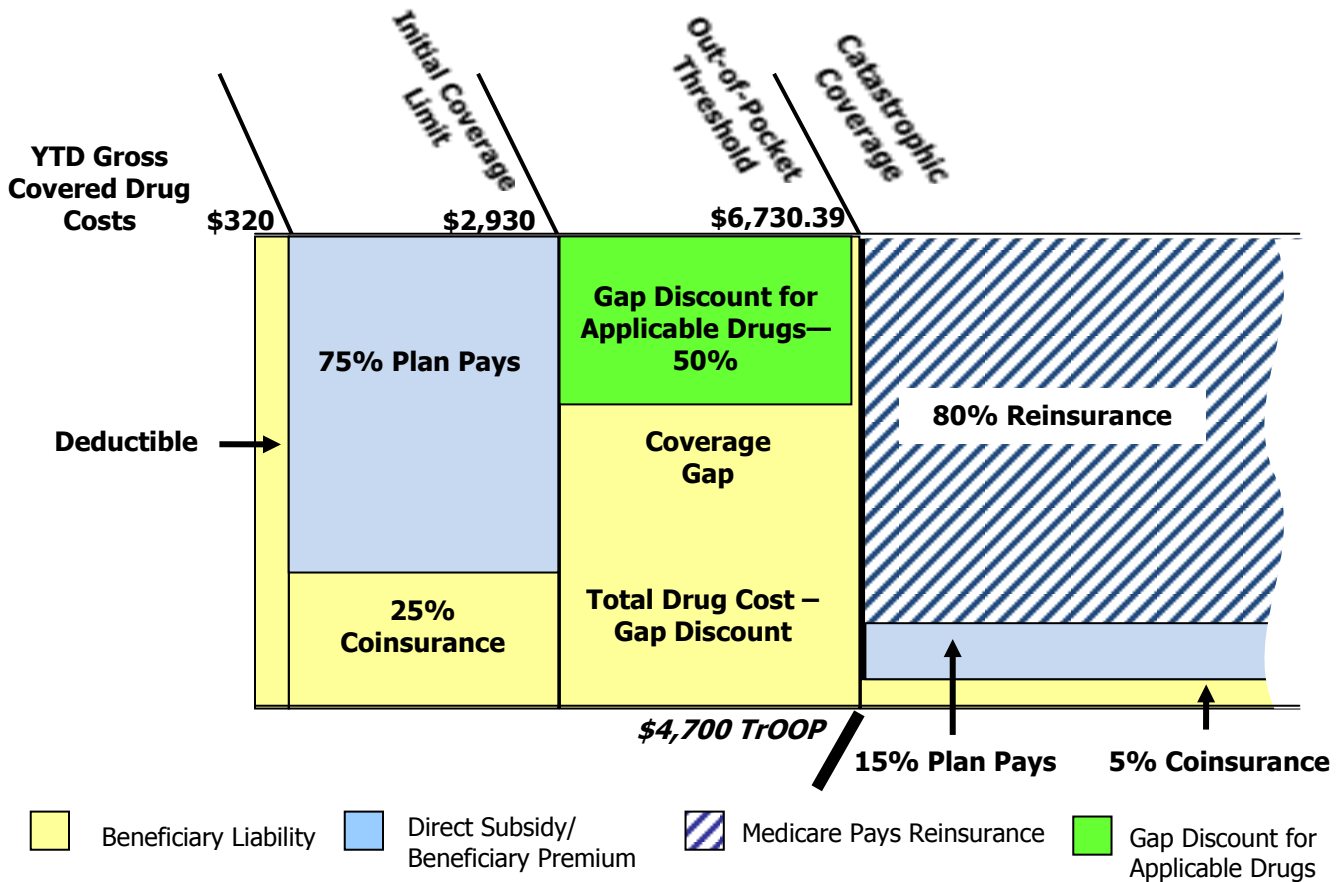 Initial Coverage
Limit
Out-of-Pocket
Threshold
Catastrophic
Coverage
YTD Gross
Covered Drug
Costs
$320
$2,930
$6,730.39
Gap Discount for
Applicable Drugs—
50%
75% Plan Pays
80% Reinsurance
Deductible
Coverage
Gap
25%
Coinsurance
Total Drug Cost –
Gap Discount
$4,700 TrOOP
15% Plan Pays
5% Coinsurance
Beneficiary Liability
Direct Subsidy/
Beneficiary Premium
Medicare Pays Reinsurance
Gap Discount for
Applicable Drugs